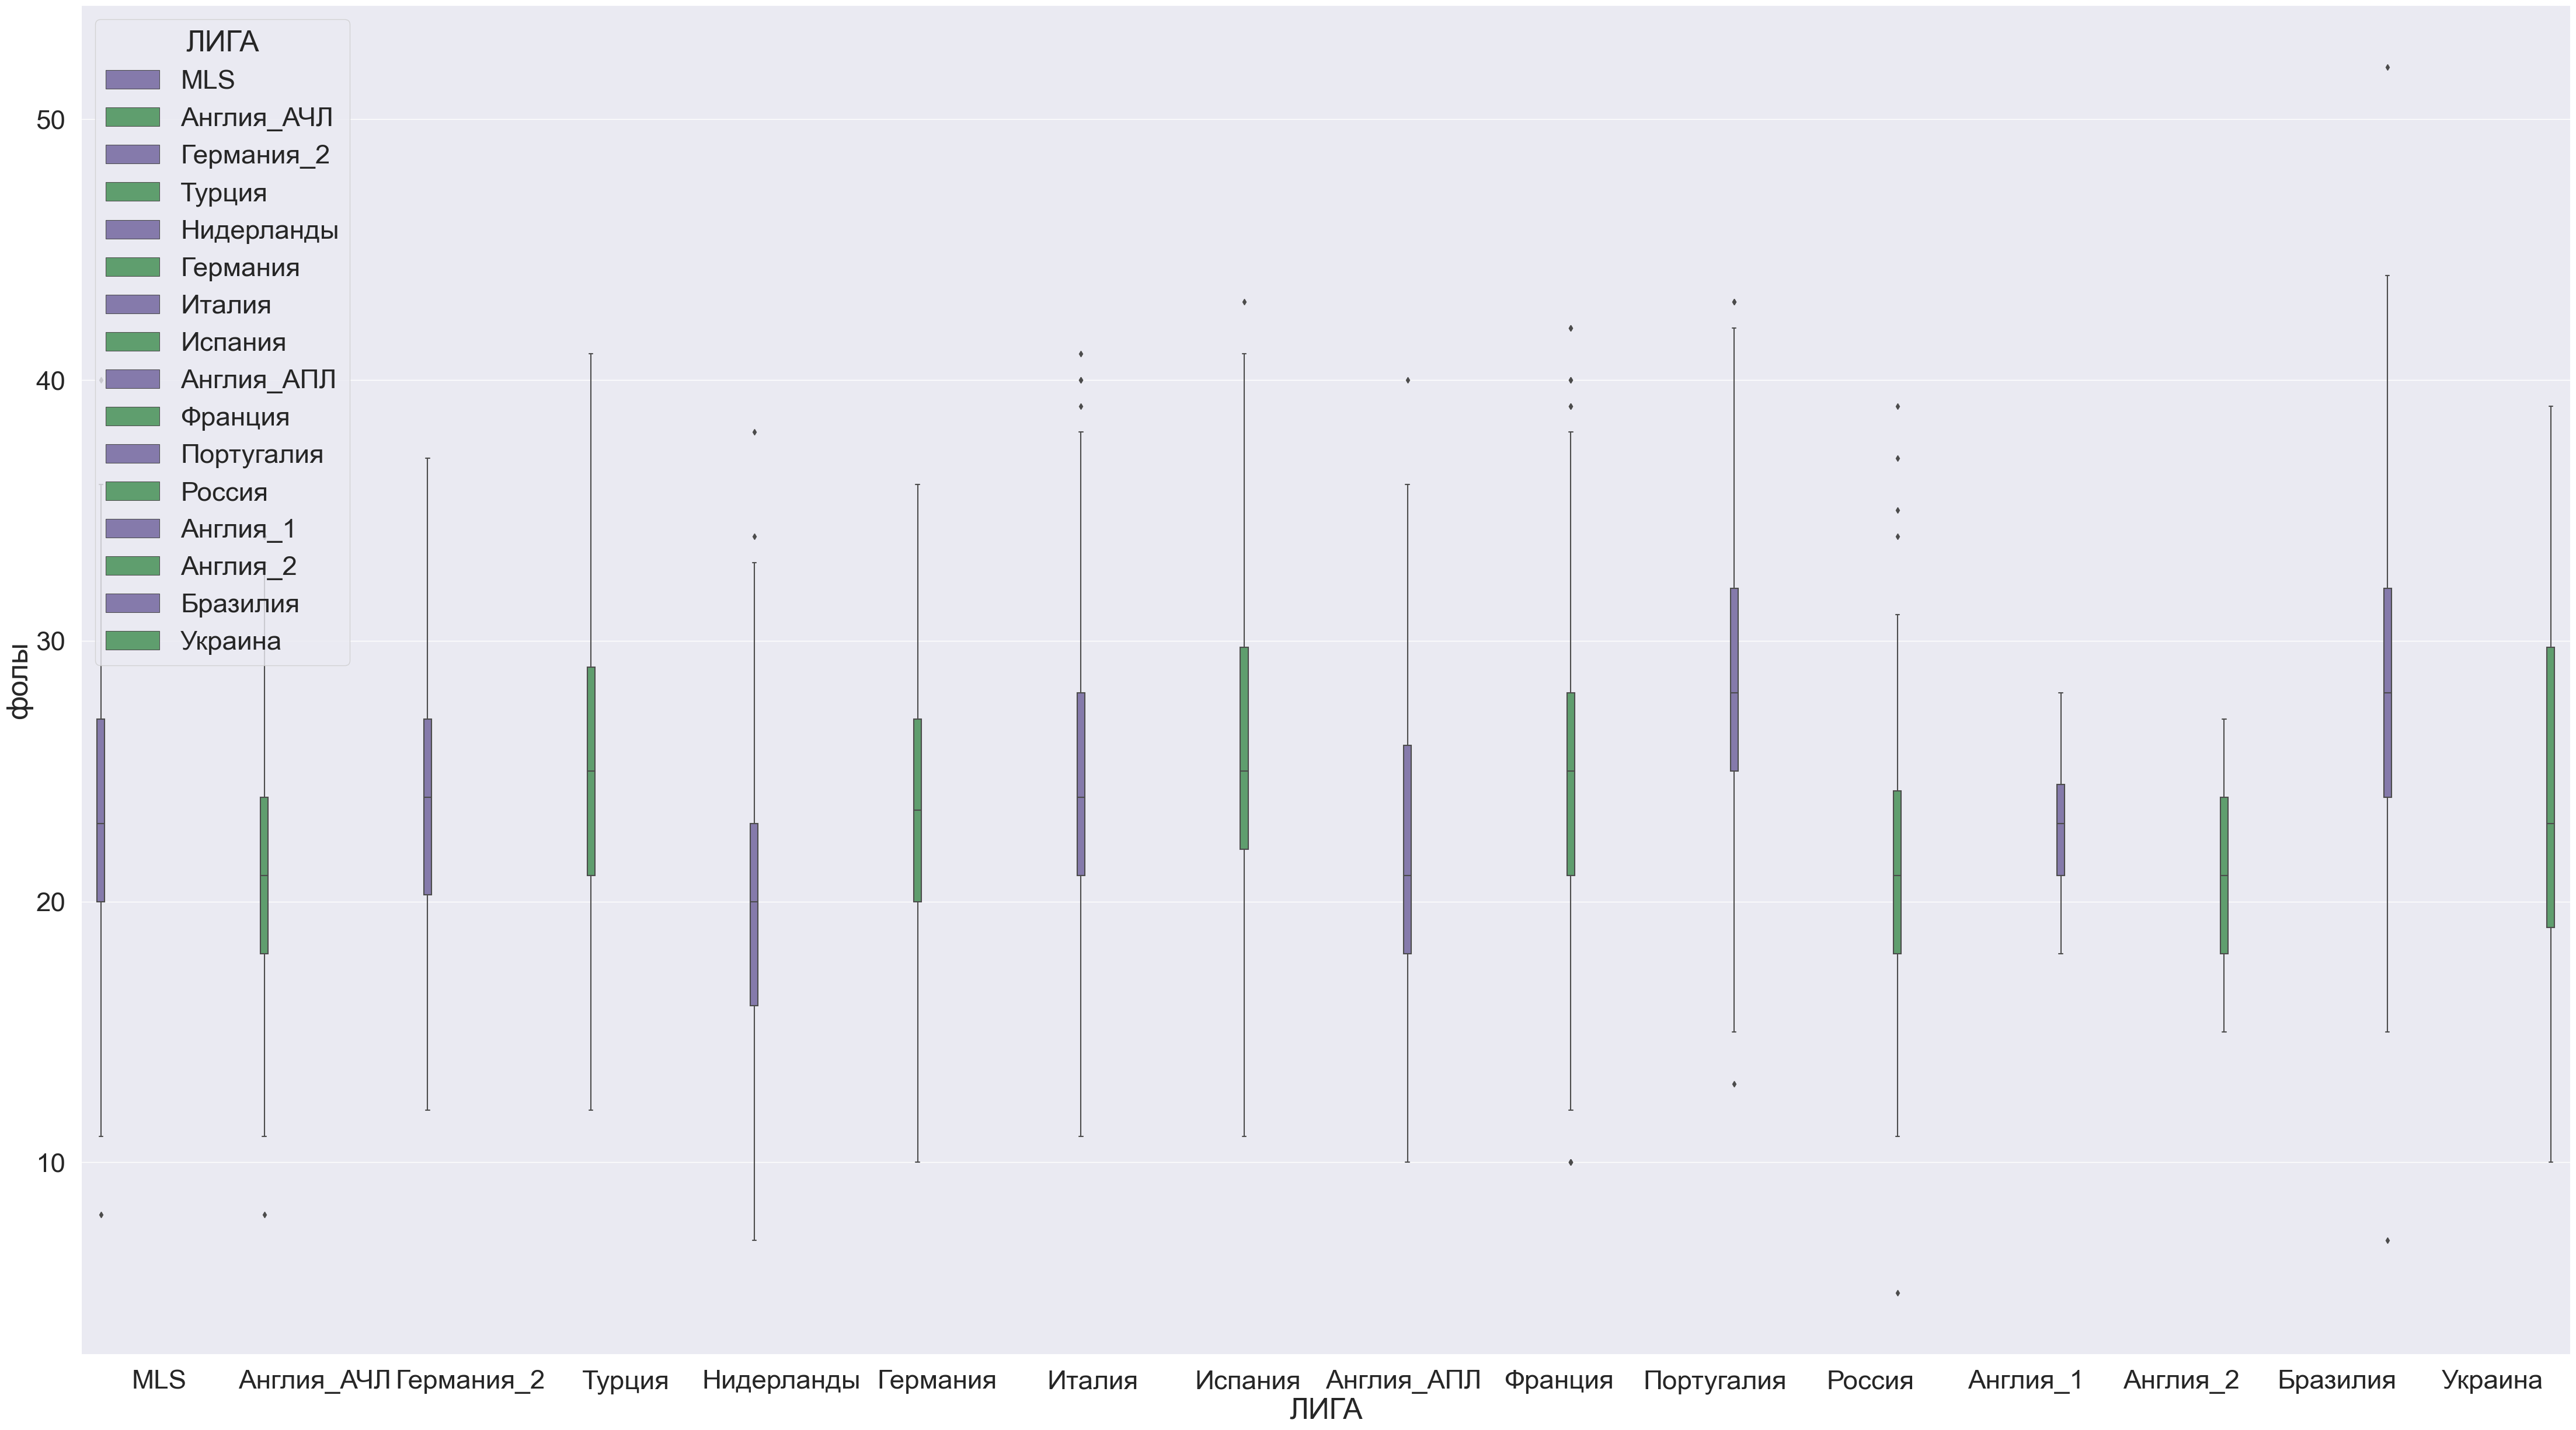 ЛИГА
MLS
Англия_АЧЛ
Германия_2
Турция
Нидерланды
Германия
Италия
Испания
Англия_АПЛ
Франция
Португалия
Россия
Англия_1
Англия_2
Бразилия
Украина
50
40
30
20
10
фолы
MLS Англия_АЧЛ Германия_2 Турция Нидерланды Германия Италия Испания Англия_АПЛ Франция Португалия Россия Англия_1 Англия_2 Бразилия Украина
ЛИГА